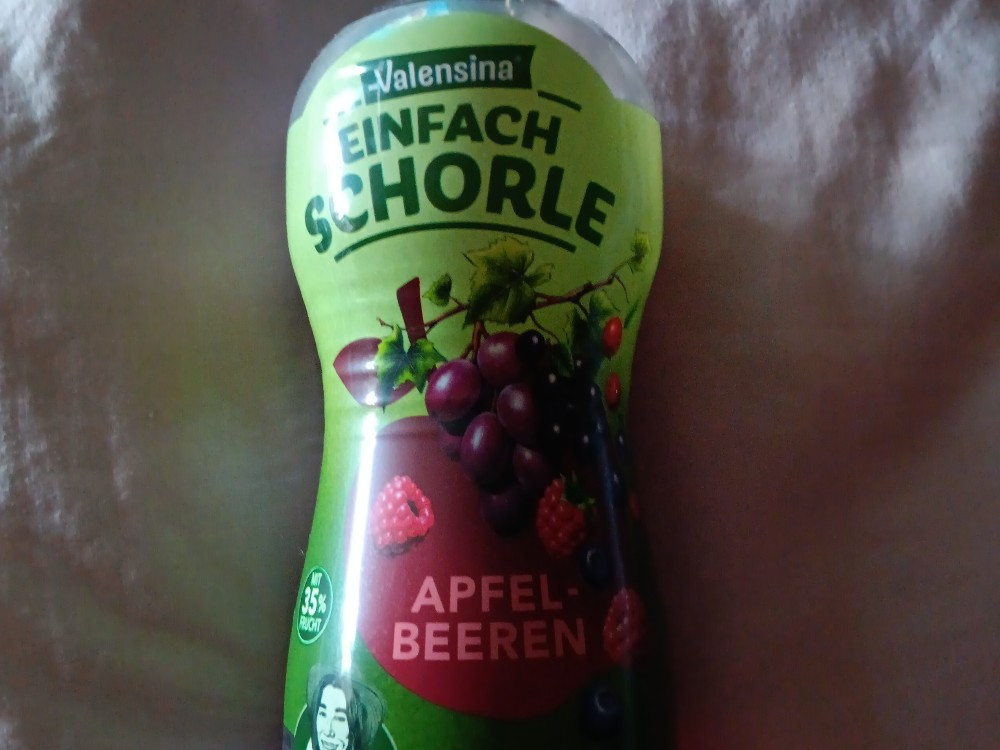 Valensina
EINFACH
SCHORLE
APFEL-
BEEREN
MIT
35%
FRUCHT